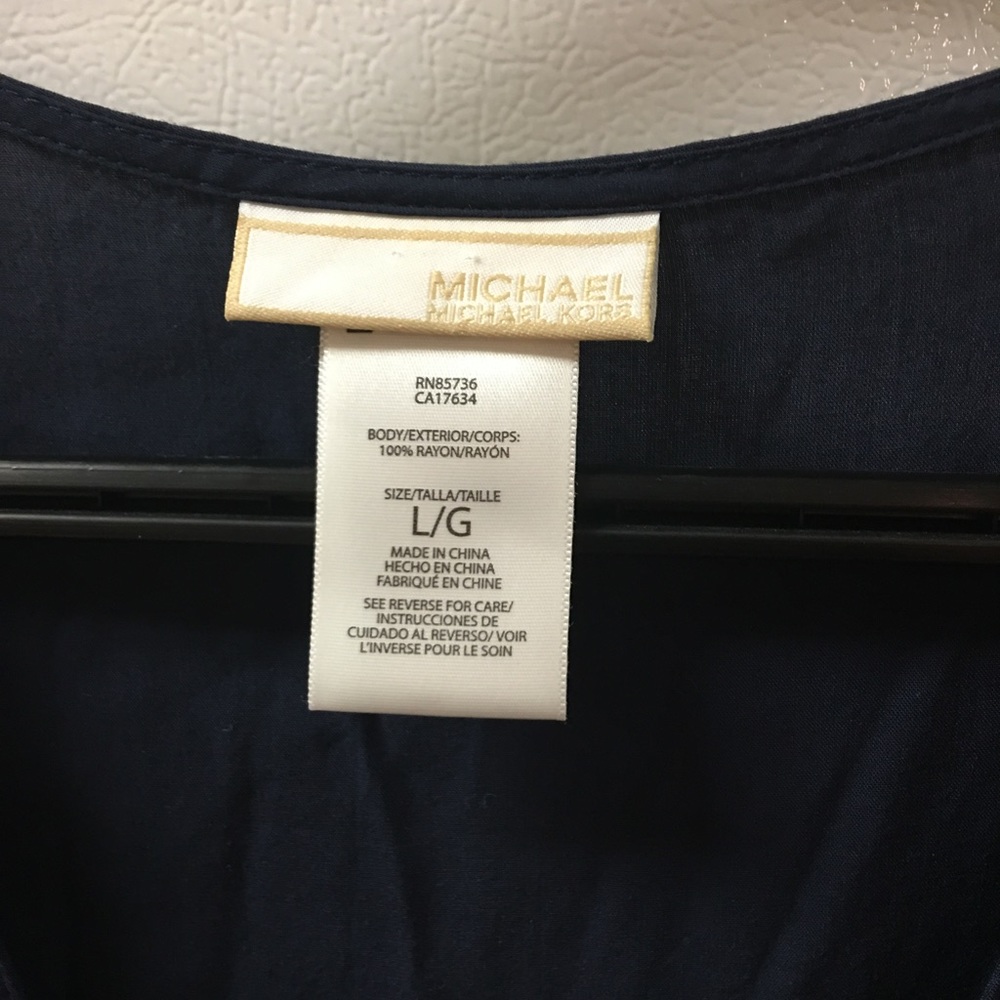 MICHAEL
MICHAEL KORS
RN85736
CA17634
BODY/EXTERIOR/CORPS:
100% RAYON/RAYÓN
SIZE/TALLA/TAILLE
L/G
MADE IN CHINA
HECHO EN CHINA
FABRIQUÉ EN CHINE
SEE REVERSE FOR CARE/
INSTRUCCIONES DE
CUIDADO AL REVERSO/ VOIR
L'INVERSE POUR LE SOIN